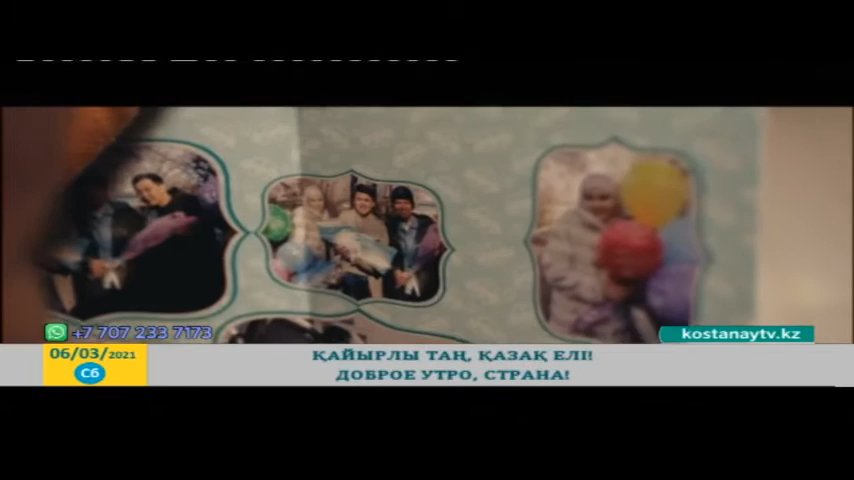 +7 707 233 7173
kostanaytv.kz
06/03/2021
Сб
ҚАЙЫРЛЫ ТАҢ, ҚАЗАҚ ЕЛІ!
ДОБРОЕ УТРО, СТРАНА!